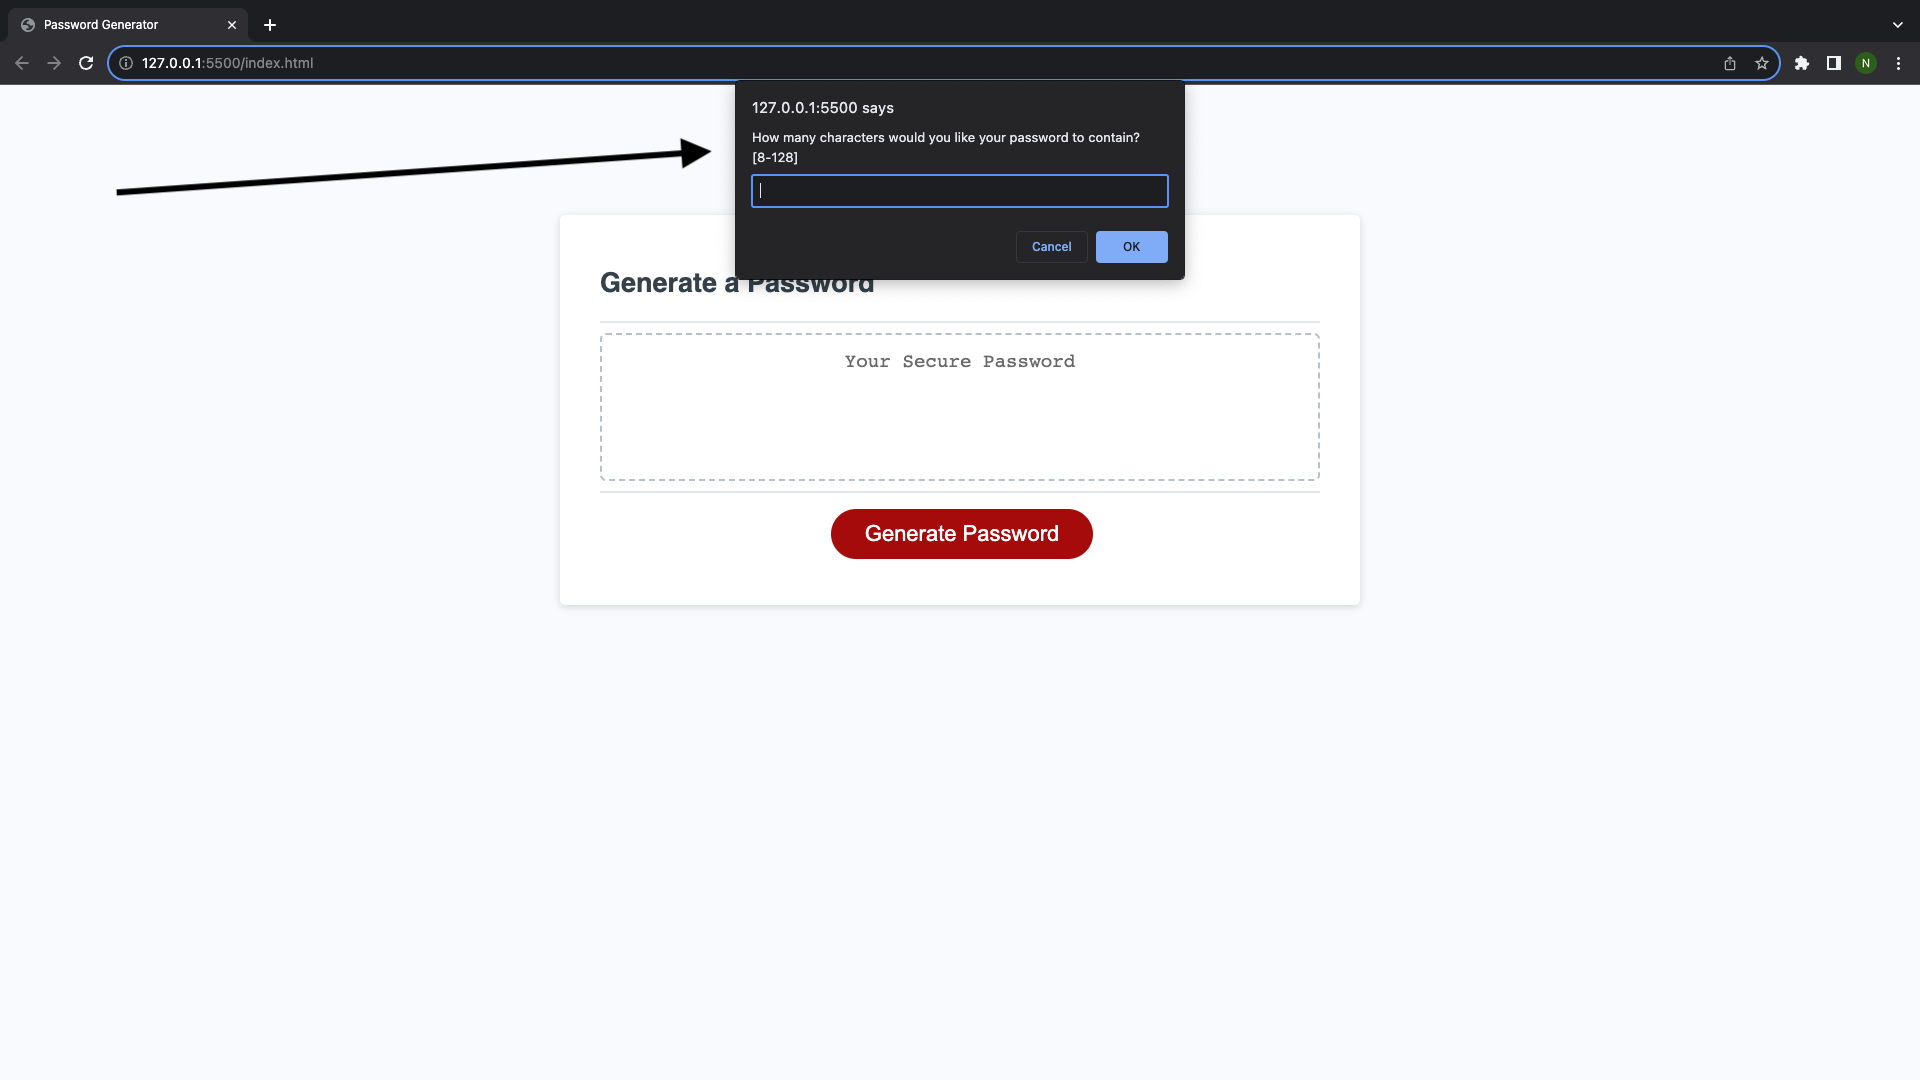 Password Generator
127.0.0.1:5500/index.html
N
127.0.0.1:5500 says
How many characters would you like your password to contain?
[8-128]
Cancel
OK
Generate a Password
Your Secure Password
Generate Password